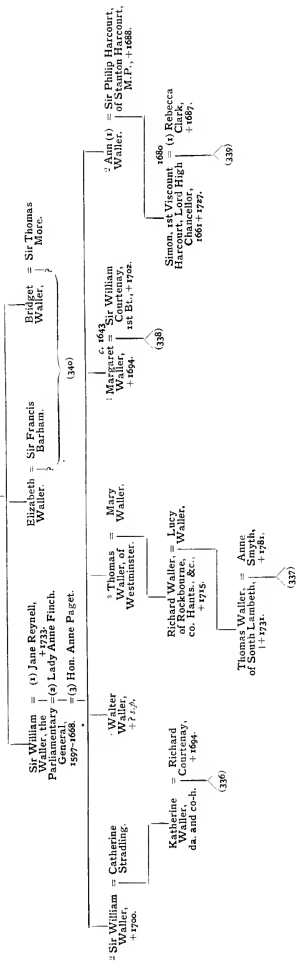 Sir William = (1) Jane Reynell,
Waller, the | +1733.
Parliamentary = (2) Lady Anne Finch.
General, |
1597-1668. = (3) Hon. Anne Paget.
Elizabeth = Sir Francis
Waller. | Barham.
?
Bridget = Sir Thomas
Waller, | More.
?
(340)
2 Sir William = Catherine
Waller, | Stradling.
+1700.
1 Walter
Waller,
+? s.p.
3 Thomas = Mary
Waller, of | Waller.
Westminster.
c. 1643
1 Margaret = Sir William
Waller, | Courtenay,
+1694. | 1st Bt., +1702.
(338)
2 Ann (1) = Sir Philip Harcourt,
Waller. | of Stanton Harcourt,
M.P., +1688.
Katherine = Richard
Waller, | Courtenay,
da. and co-h. | +1694.
(336)
Richard Waller, = Lucy
of Rockbourne, | Waller,
co. Hants., &c.,
+1715.
1680
Simon, 1st Viscount = (1) Rebecca
Harcourt, Lord High | Clark,
Chancellor, | +1687.
1661+1727.
(339)
Thomas Waller, = Anne
of South Lambeth, | Smyth,
+1731. | +1781.
(337)